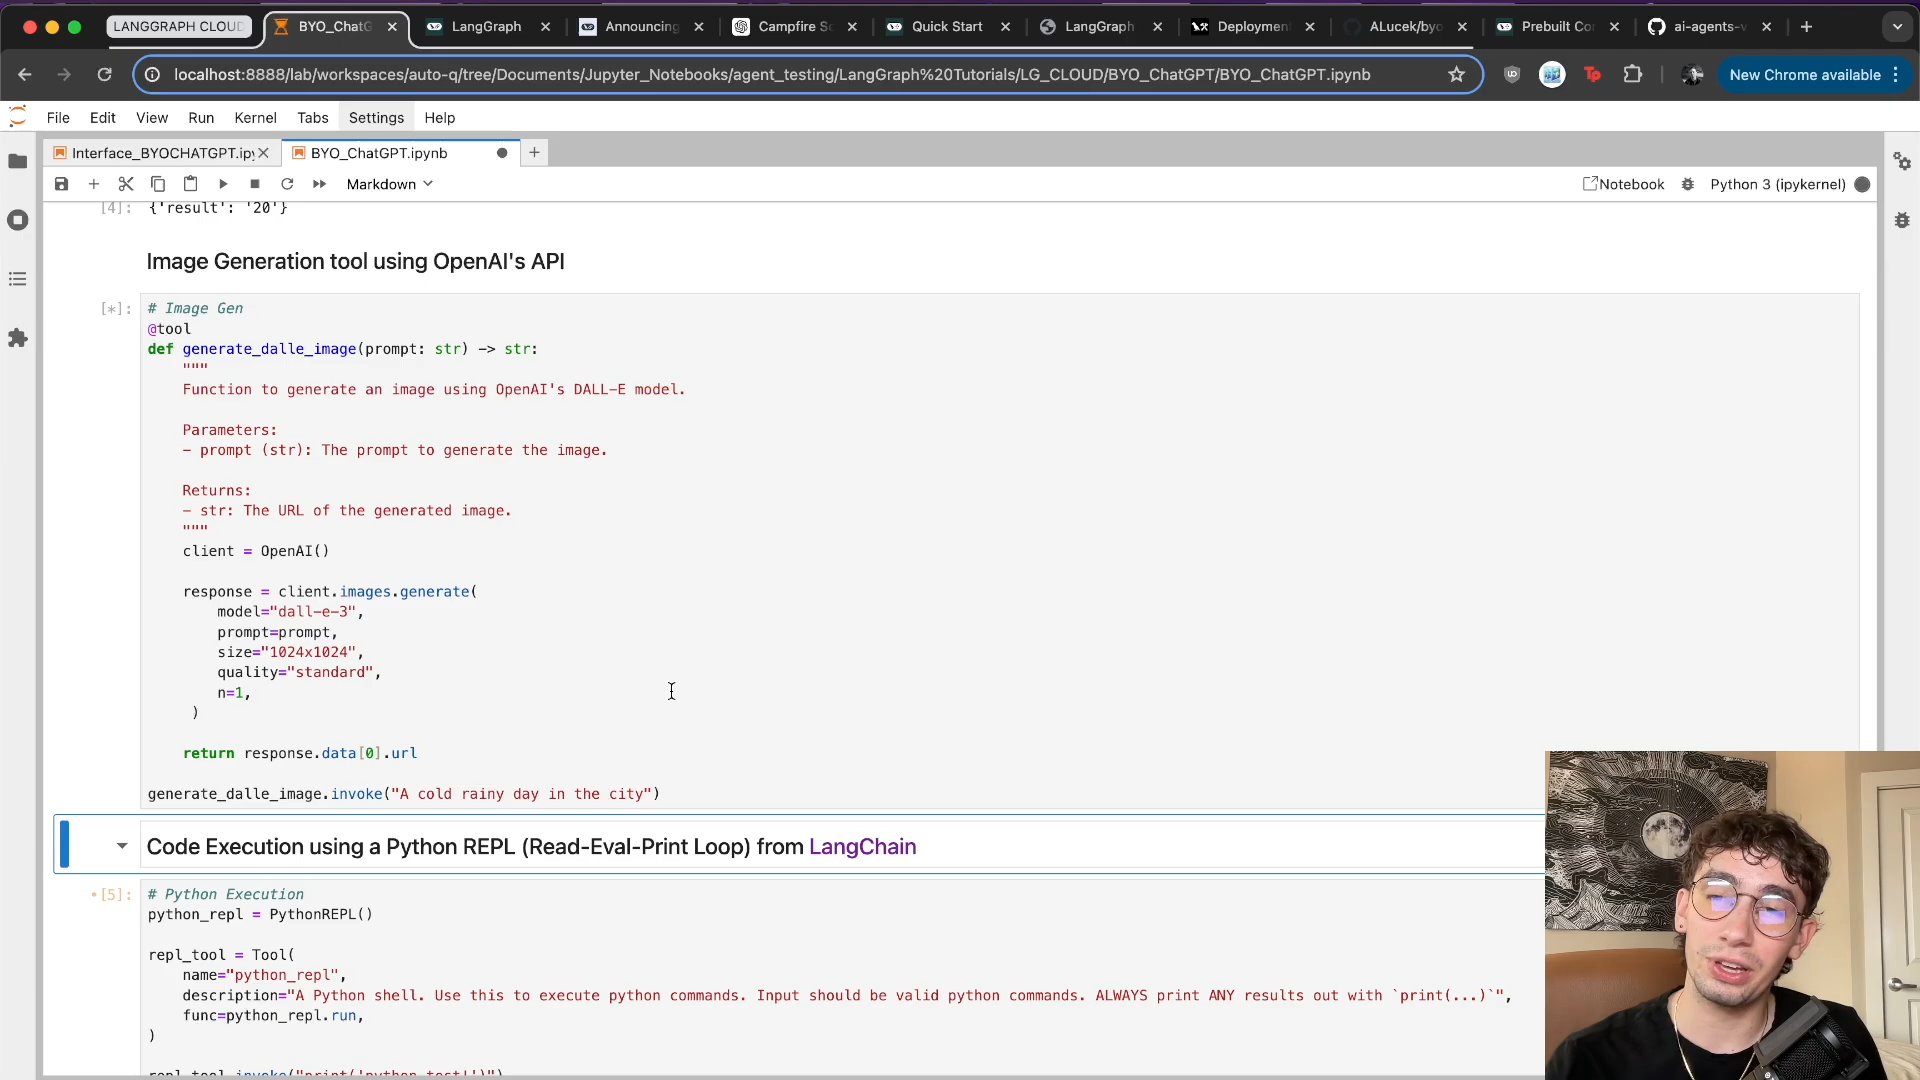 LANGGRAPH CLOUD
BYO_ChatG
LangGraph
Announcing
Campfire S
Quick Start
LangGraph
Deploymen
ALucek/byo
Prebuilt Co
ai-agents-v
localhost:8888/lab/workspaces/auto-q/tree/Documents/Jupyter_Notebooks/agent_testing/LangGraph%20Tutorials/LG_CLOUD/BYO_ChatGPT/BYO_ChatGPT.ipynb
New Chrome available
File Edit View Run Kernel Tabs Settings Help
Interface_BYOCHATGPT.ipy
BYO_ChatGPT.ipynb
Markdown
Notebook
Python 3 (ipykernel)
[4]: {'result': '20'}
Image Generation tool using OpenAI's API
[*]: # Image Gen
@tool
def generate_dalle_image(prompt: str) -> str:
"""
Function to generate an image using OpenAI's DALL-E model.
Parameters:
- prompt (str): The prompt to generate the image.
Returns:
- str: The URL of the generated image.
"""
client = OpenAI()
response = client.images.generate(
model="dall-e-3",
prompt=prompt,
size="1024x1024",
quality="standard",
n=1,
)
return response.data[0].url
generate_dalle_image.invoke("A cold rainy day in the city")
Code Execution using a Python REPL (Read-Eval-Print Loop) from LangChain
[5]: # Python Execution
python_repl = PythonREPL()
repl_tool = Tool(
name="python_repl",
description="A Python shell. Use this to execute python commands. Input should be valid python commands. ALWAYS print ANY results out with `print(...)`",
func=python_repl.run,
)
repl_tool.invoke("print('python test!')")